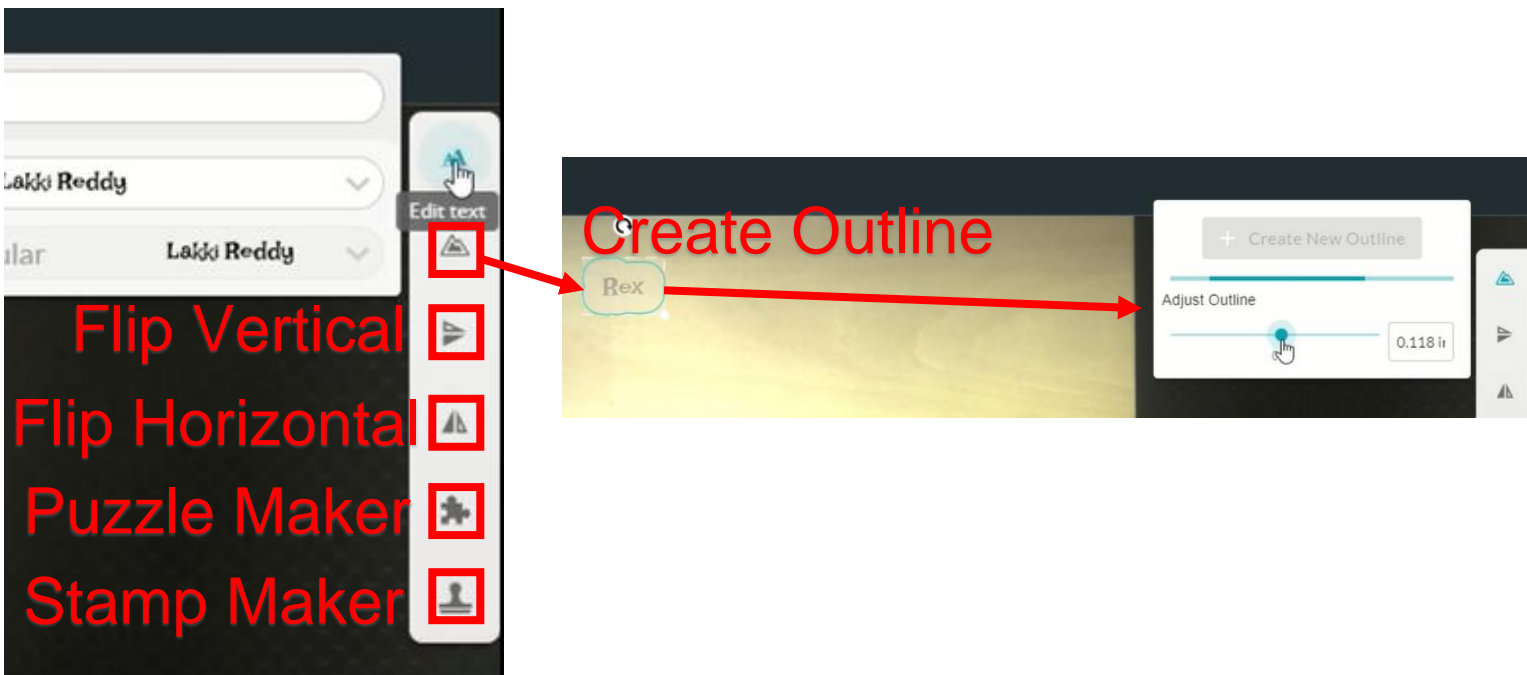 Lakki Reddy
Edit text
ular Lakki Reddy
Flip Vertical
Flip Horizontal
Puzzle Maker
Stamp Maker
Create Outline
Rex
+ Create New Outline
Adjust Outline
0.118 in